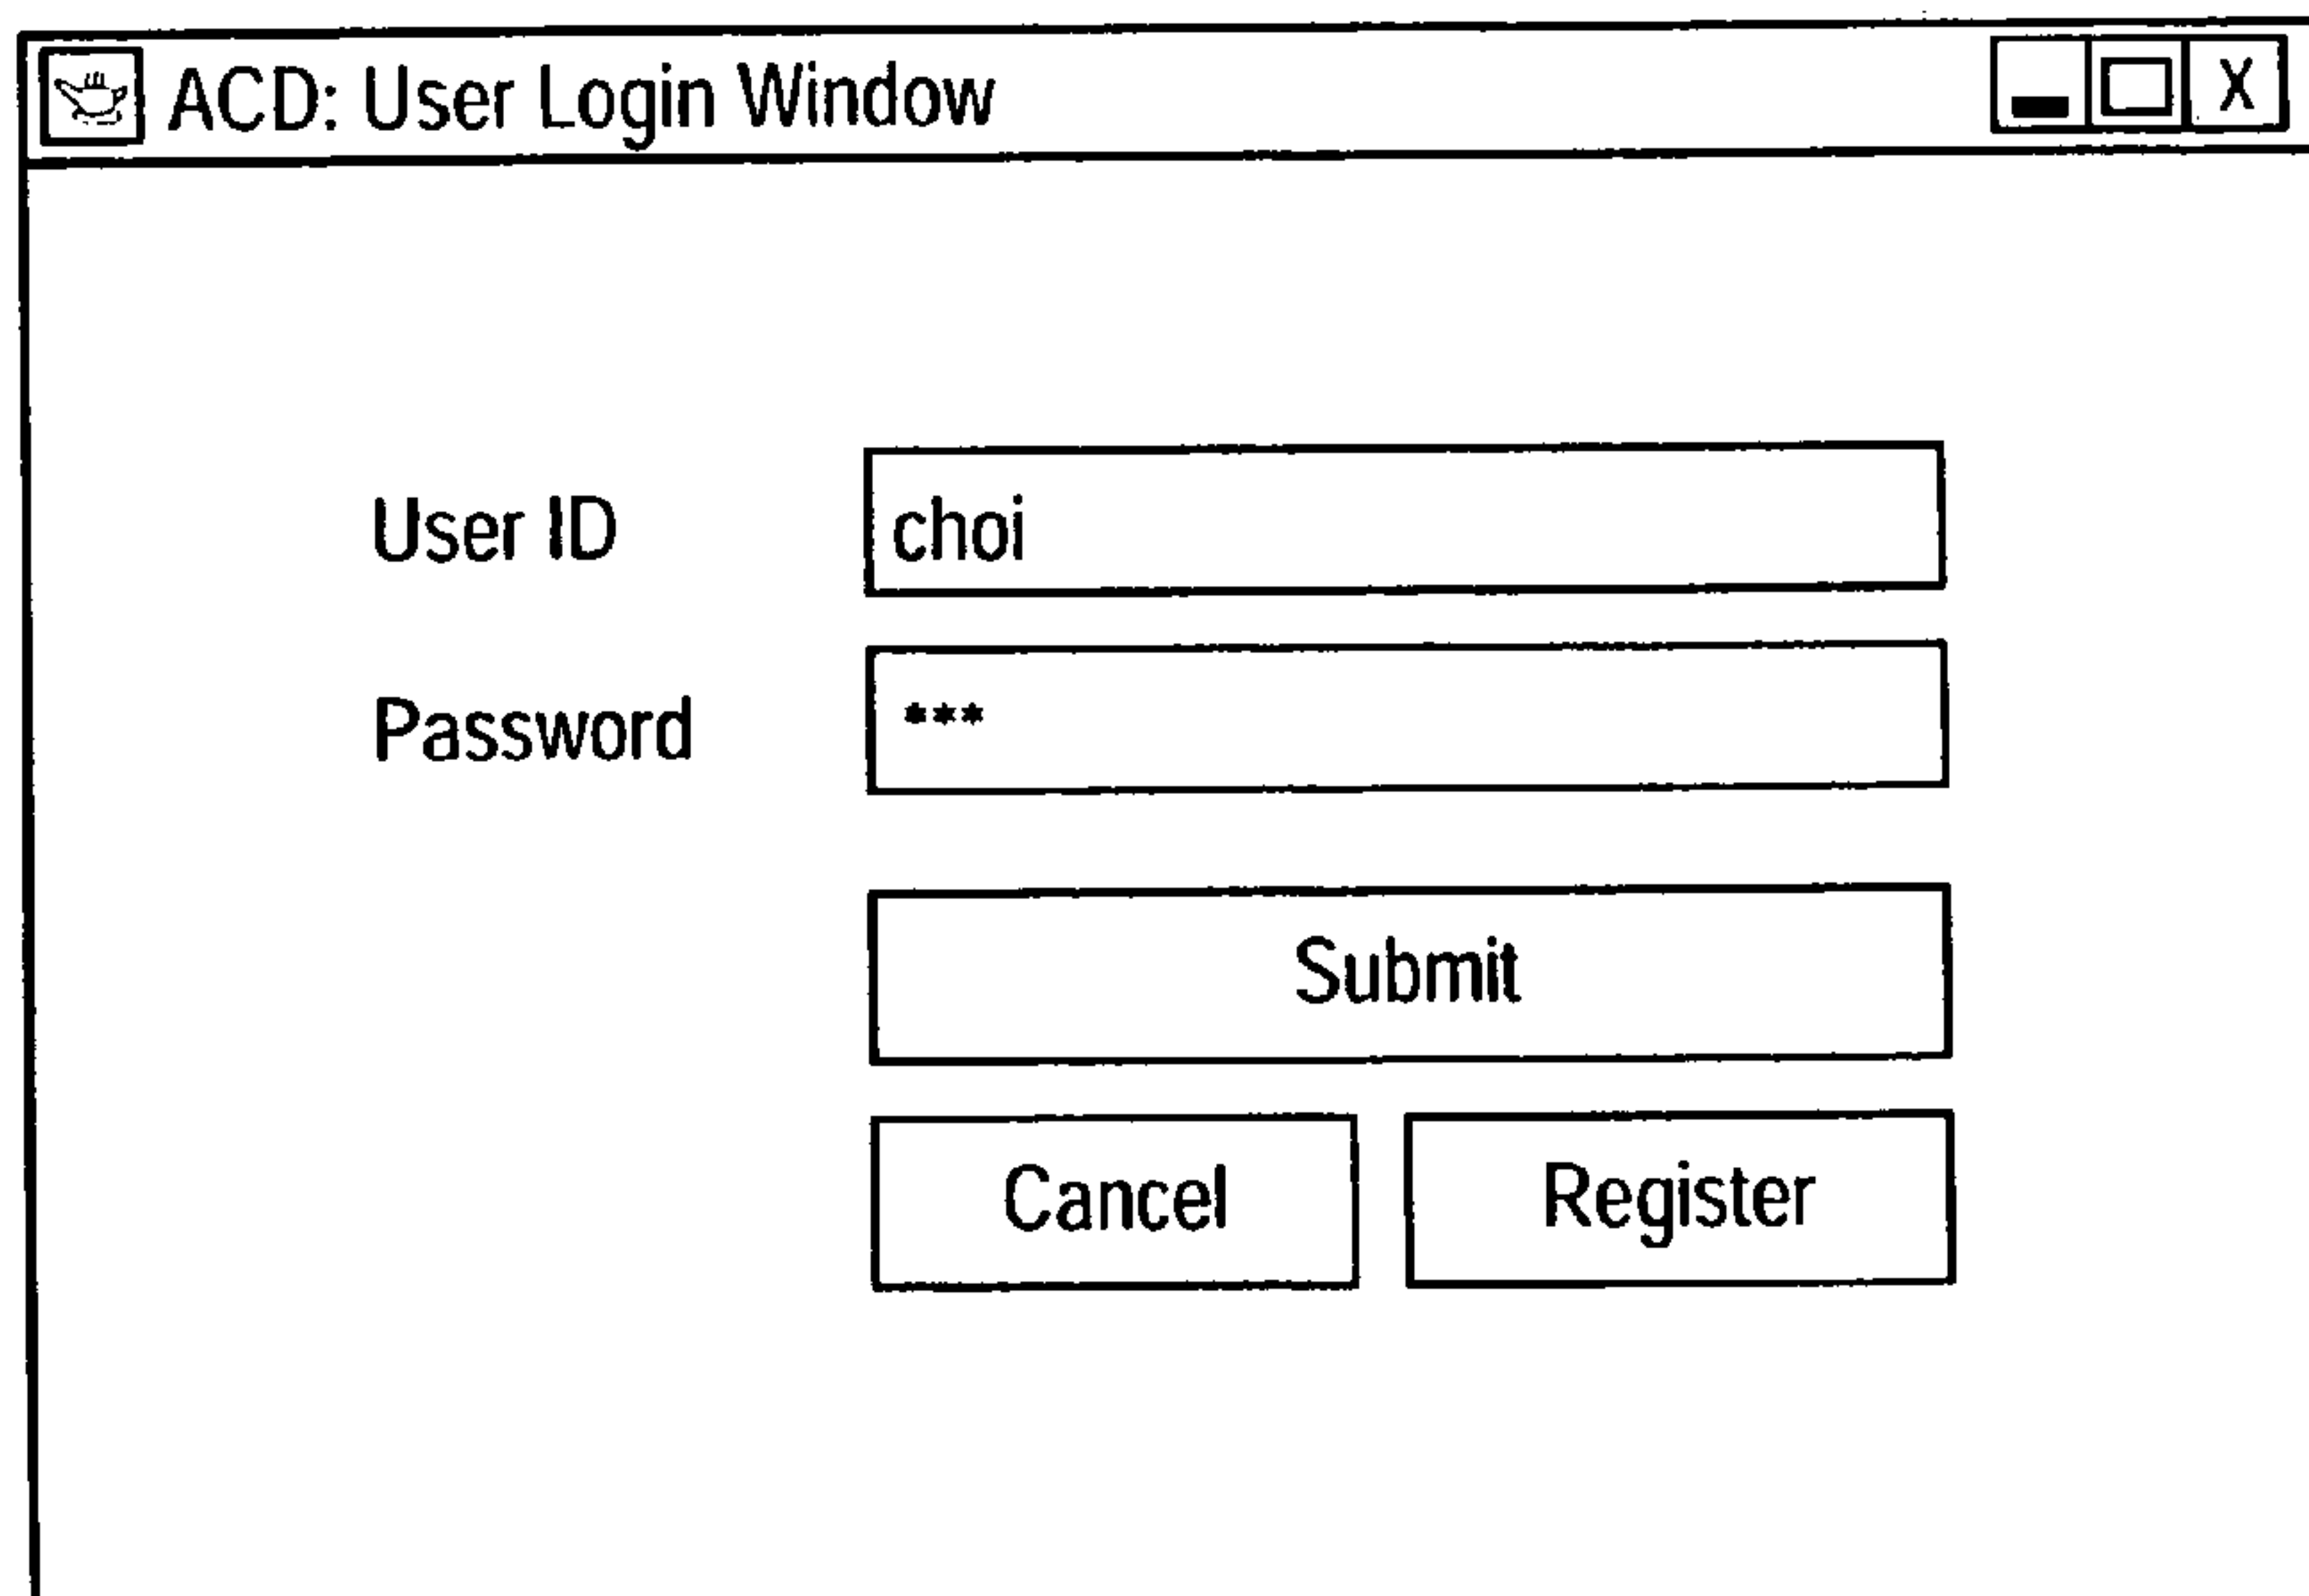 ACD: User Login Window X
User ID choi
Password ***
Submit
Cancel Register